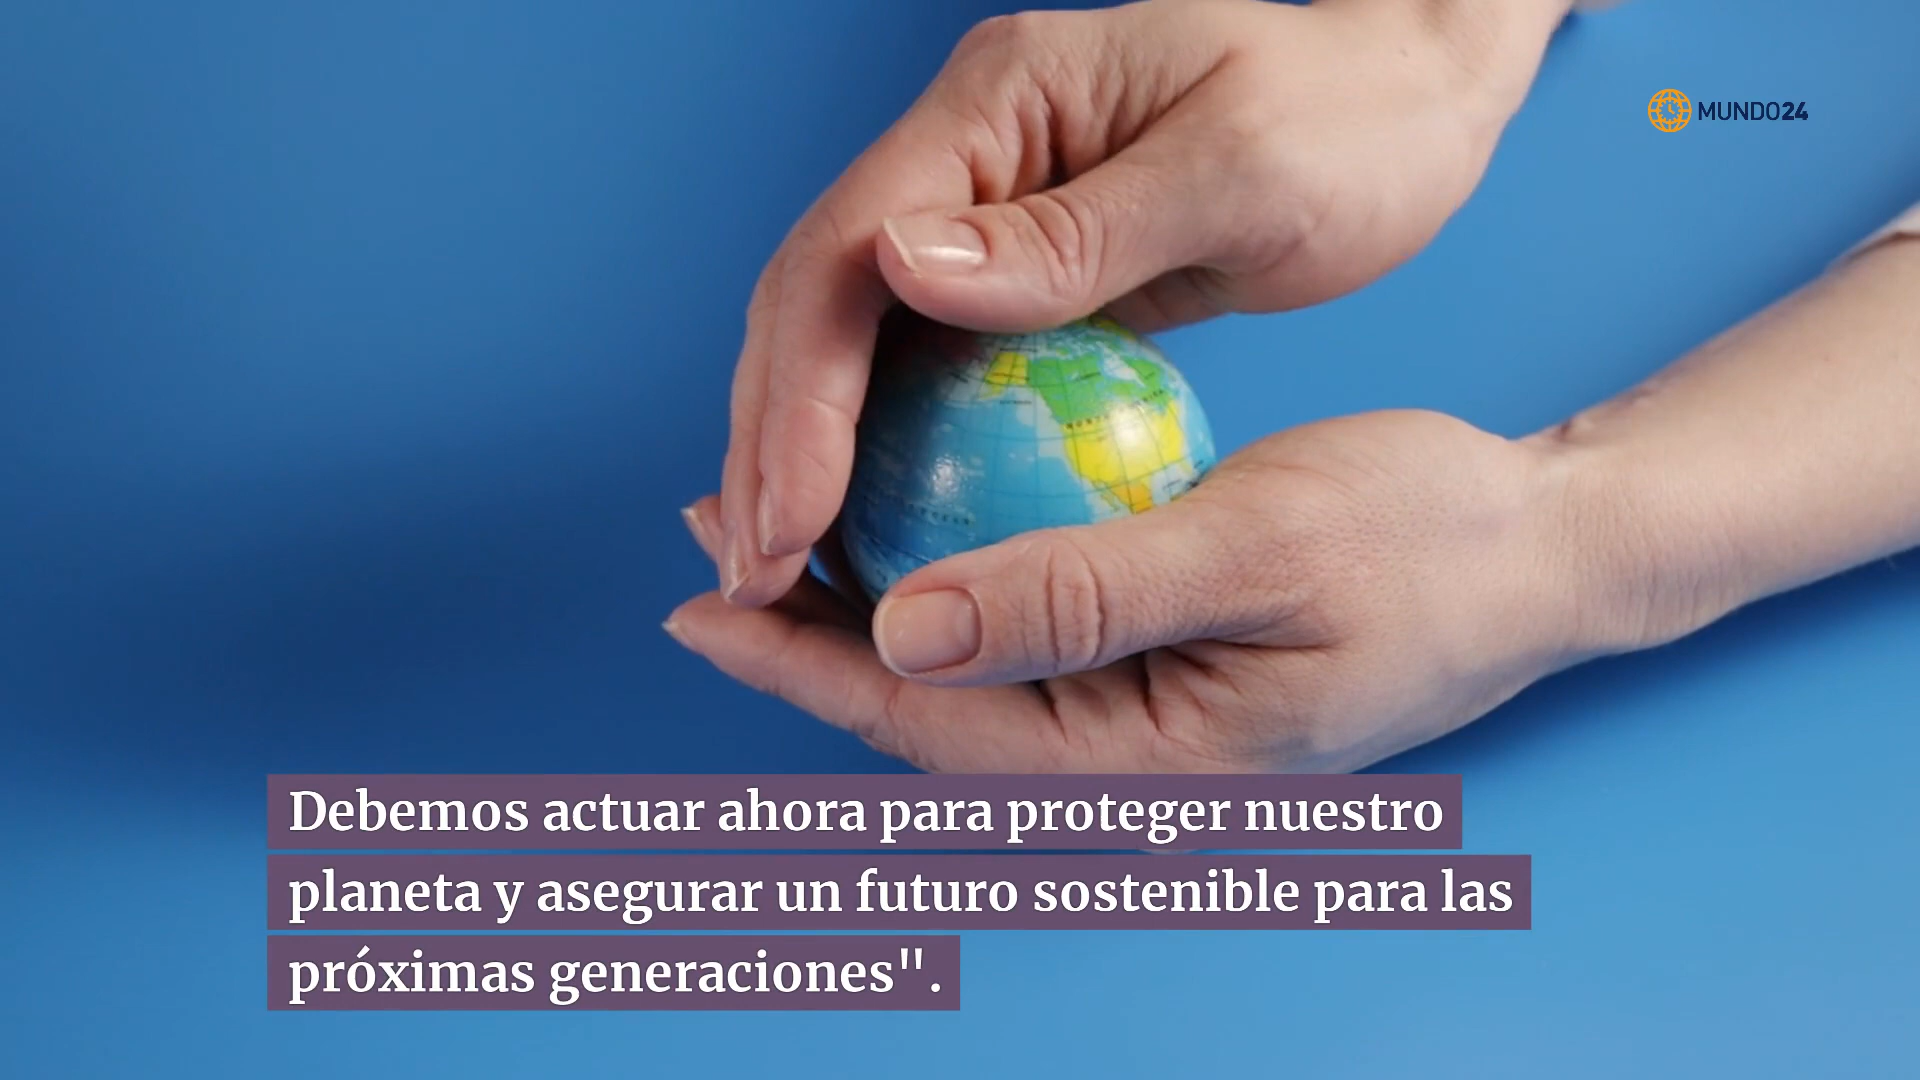 MUNDO24
Debemos actuar ahora para proteger nuestro
planeta y asegurar un futuro sostenible para las
próximas generaciones".